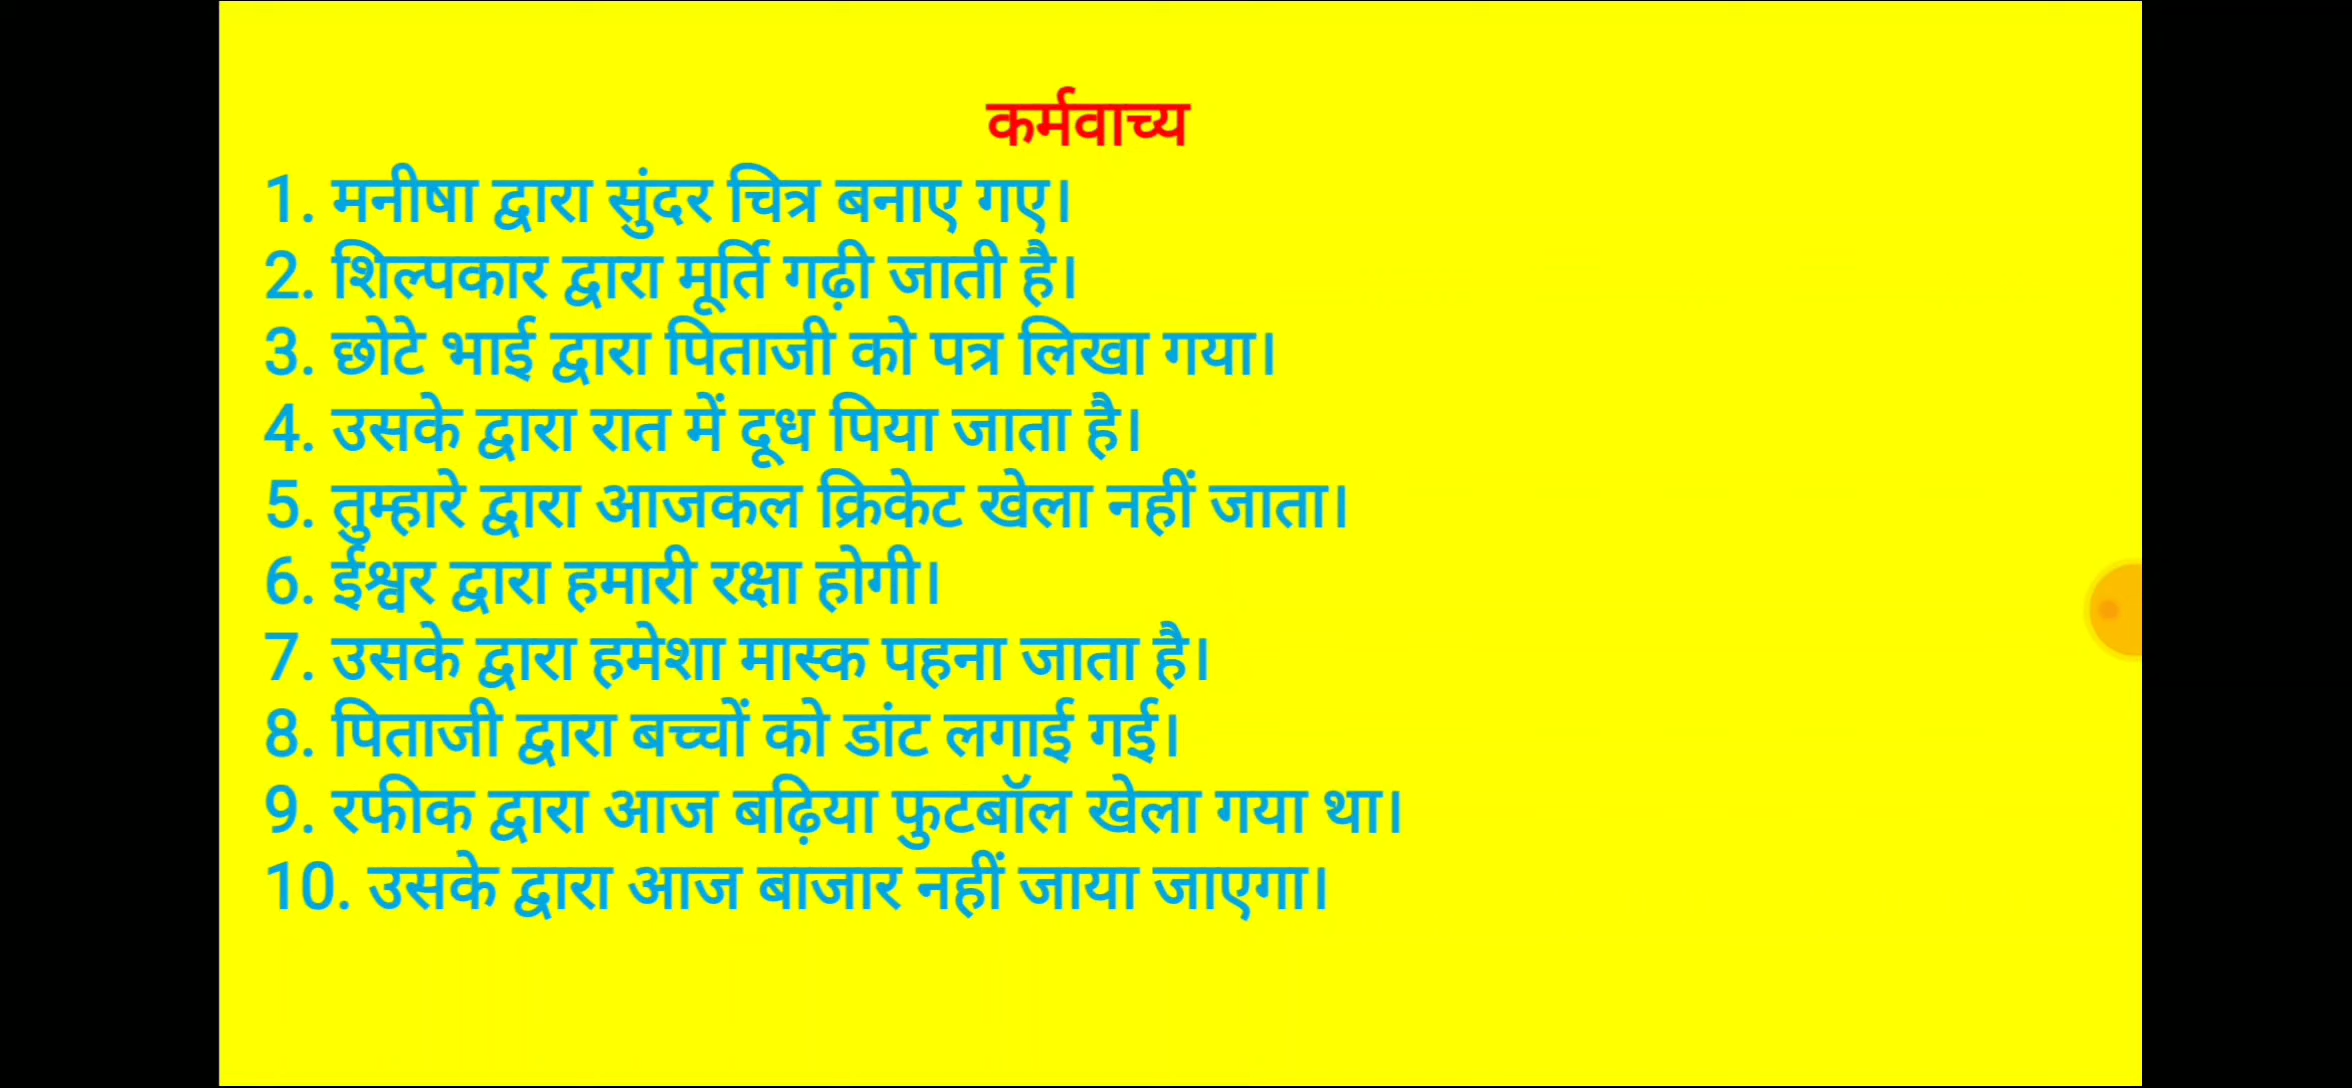 कर्मवाच्य
1. मनीषा द्वारा सुंदर चित्र बनाए गए।
2. शिल्पकार द्वारा मूर्ति गढ़ी जाती है।
3. छोटे भाई द्वारा पिताजी को पत्र लिखा गया।
4. उसके द्वारा रात में दूध पिया जाता है।
5. तुम्हारे द्वारा आजकल क्रिकेट खेला नहीं जाता।
6. ईश्वर द्वारा हमारी रक्षा होगी।
7. उसके द्वारा हमेशा मास्क पहना जाता है।
8. पिताजी द्वारा बच्चों को डांट लगाई गई।
9. रफीक द्वारा आज बढ़िया फुटबॉल खेला गया था।
10. उसके द्वारा आज बाजार नहीं जाया जाएगा।